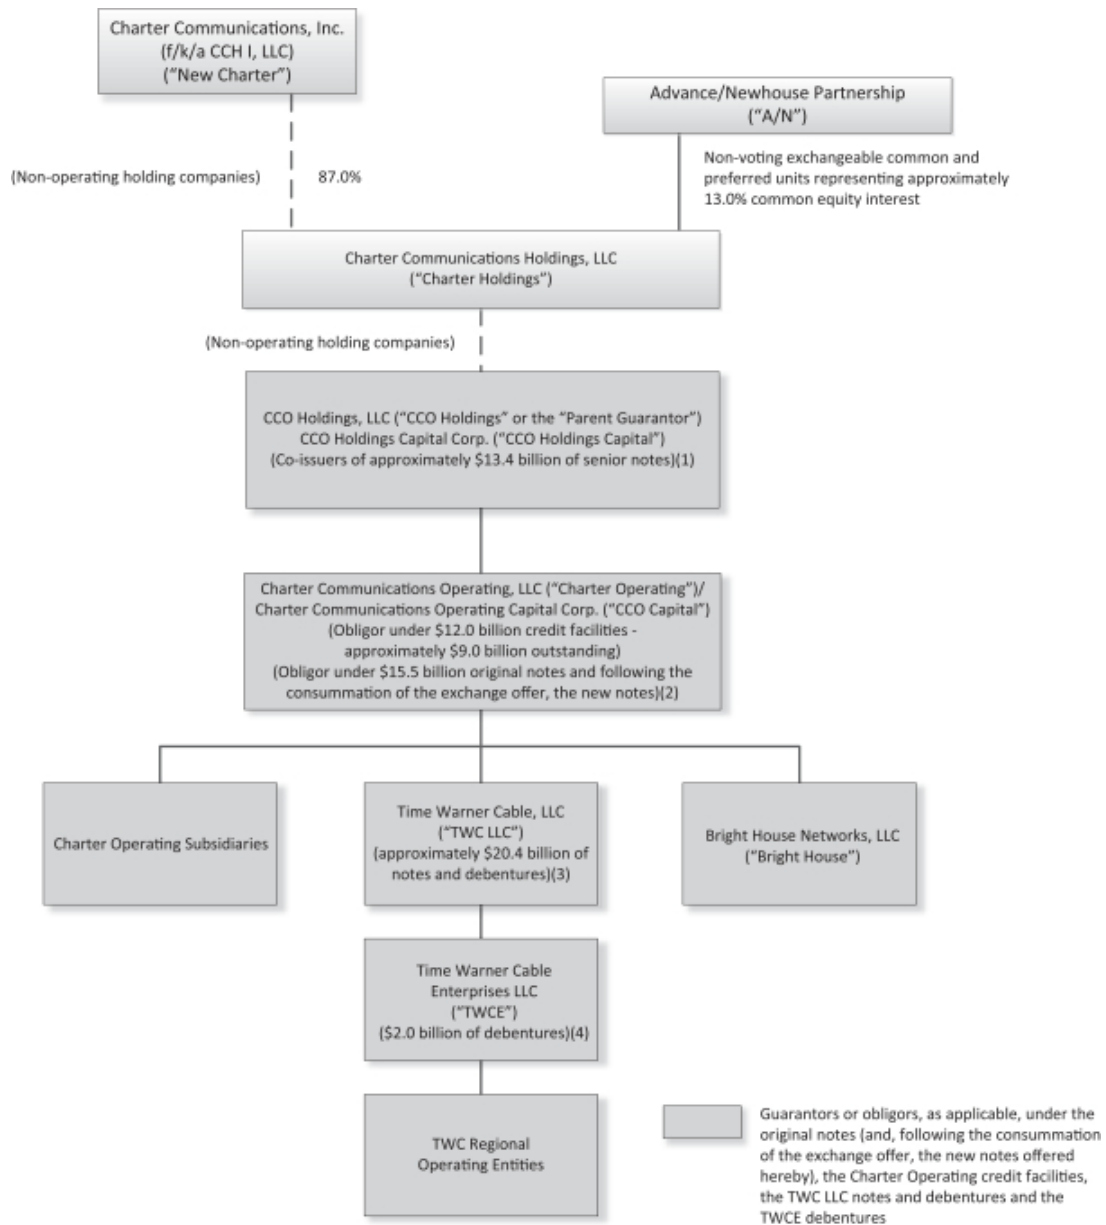 Charter Communications, Inc.
(f/k/a CCH I, LLC)
("New Charter")
Advance/Newhouse Partnership
("A/N")
(Non-operating holding companies)
87.0%
Non-voting exchangeable common and
preferred units representing approximately
13.0% common equity interest
Charter Communications Holdings, LLC
("Charter Holdings")
(Non-operating holding companies)
CCO Holdings, LLC ("CCO Holdings" or the "Parent Guarantor")
CCO Holdings Capital Corp. ("CCO Holdings Capital")
(Co-issuers of approximately $13.4 billion of senior notes)(1)
Charter Communications Operating, LLC ("Charter Operating")/
Charter Communications Operating Capital Corp. ("CCO Capital")
(Obligor under $12.0 billion credit facilities -
approximately $9.0 billion outstanding)
(Obligor under $15.5 billion original notes and following the
consummation of the exchange offer, the new notes)(2)
Charter Operating Subsidiaries
Time Warner Cable, LLC
("TWC LLC")
(approximately $20.4 billion of
notes and debentures)(3)
Bright House Networks, LLC
("Bright House")
Time Warner Cable
Enterprises LLC
("TWCE")
($2.0 billion of debentures)(4)
TWC Regional
Operating Entities
Guarantors or obligors, as applicable, under the
original notes (and, following the consummation
of the exchange offer, the new notes offered
hereby), the Charter Operating credit facilities,
the TWC LLC notes and debentures and the
TWCE debentures